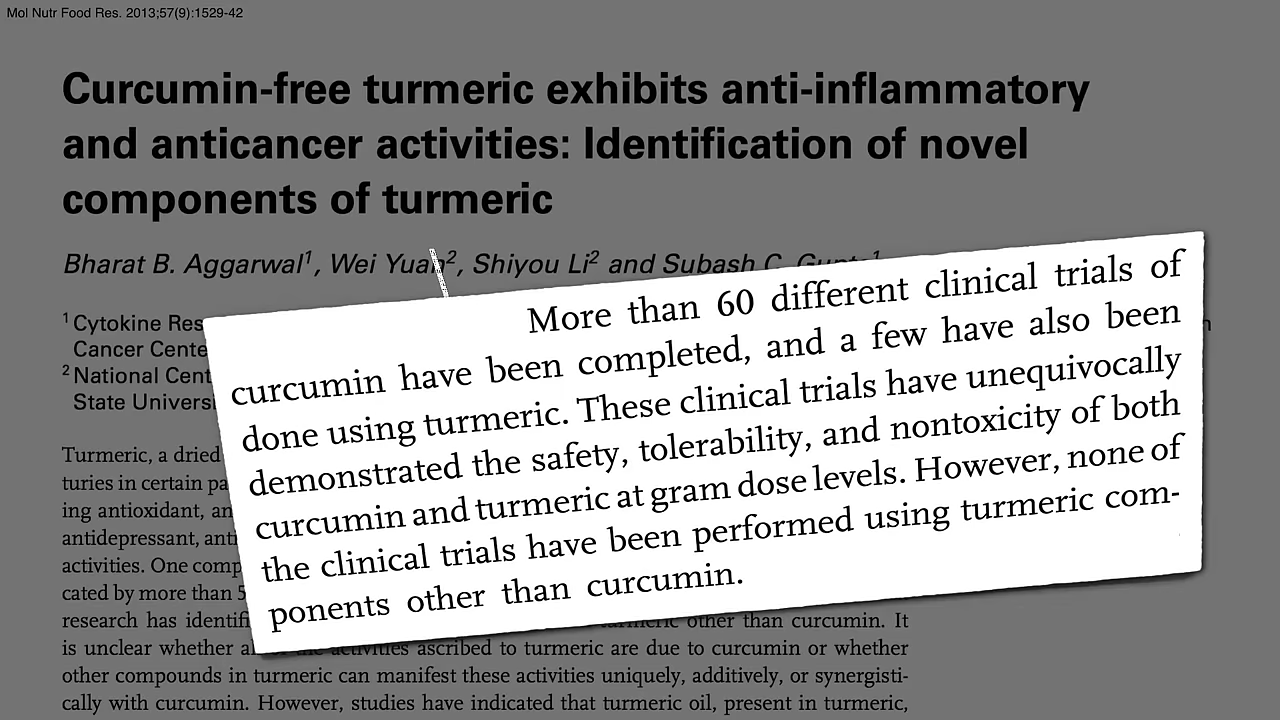 Mol Nutr Food Res. 2013;57(9):1529-42
Curcumin-free turmeric exhibits anti-inflammatory
and anticancer activities: Identification of novel
components of turmeric
Bharat B. Aggarwal1, Wei Yuan2, Shiyou Li2 and Subash C. Gupta1
1 Cytokine Res
Cancer Cente
2 National Cent
State Universi
Turmeric, a dried
turies in certain pa
ing antioxidant, an
antidepressant, anti
activities. One comp
cated by more than 5
research has identifi
turmeric other than curcumin. It
is unclear whether al of the activities ascribed to turmeric are due to curcumin or whether
other compounds in turmeric can manifest these activities uniquely, additively, or synergisti-
cally with curcumin. However, studies have indicated that turmeric oil, present in turmeric,
More than 60 different clinical trials of
curcumin have been completed, and a few have also been
done using turmeric. These clinical trials have unequivocally
demonstrated the safety, tolerability, and nontoxicity of both
curcumin and turmeric at gram dose levels. However, none of
the clinical trials have been performed using turmeric com-
ponents other than curcumin.